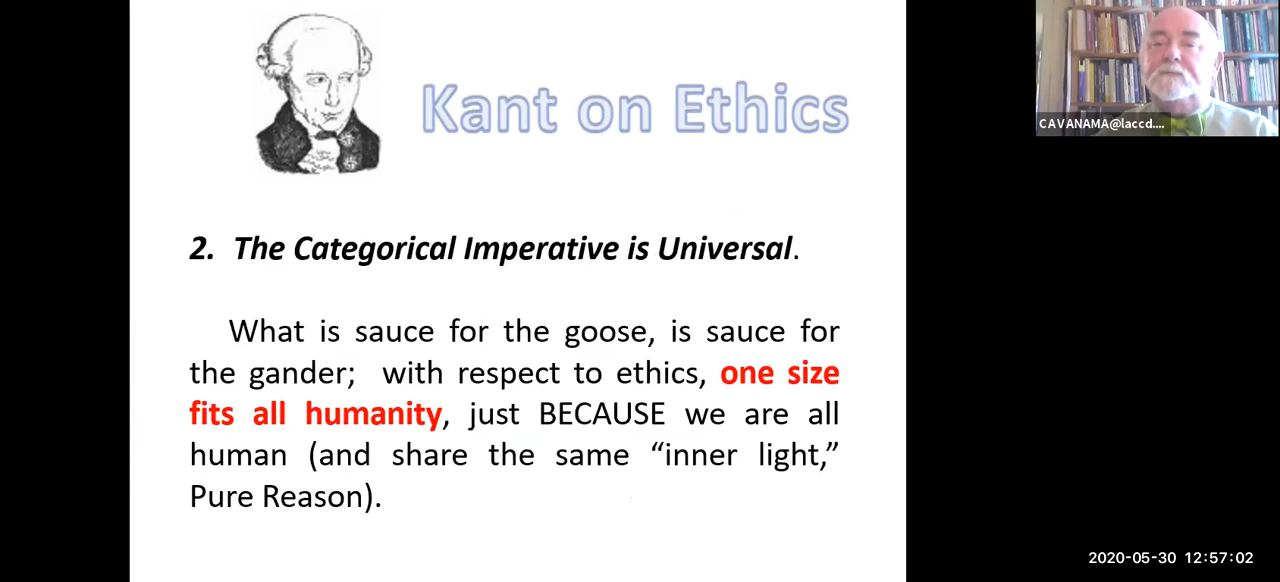 Kant on Ethics
CAVANAMA@laccd....
2. The Categorical Imperative is Universal.
What is sauce for the goose, is sauce for
the gander; with respect to ethics, one size
fits all humanity, just BECAUSE we are all
human (and share the same “inner light,”
Pure Reason).
2020-05-30 12:57:02